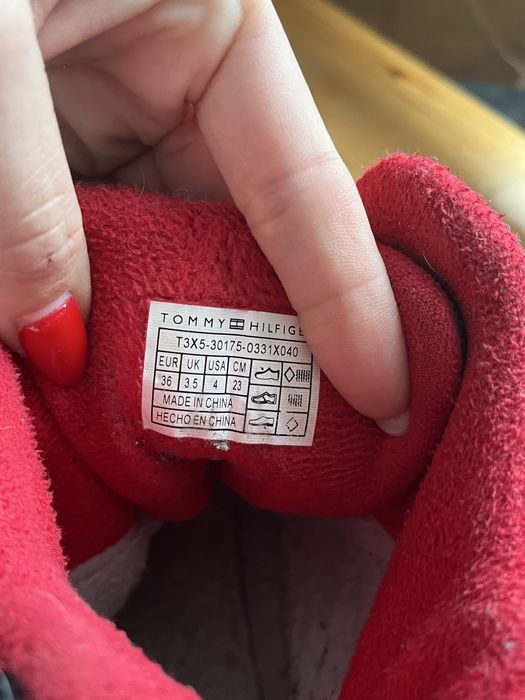 TOMMY HILFIGE
T3X5-30175-0331X040
EUR UK USA CM
36 3.5 4 23
MADE IN CHINA
HECHO EN CHINA